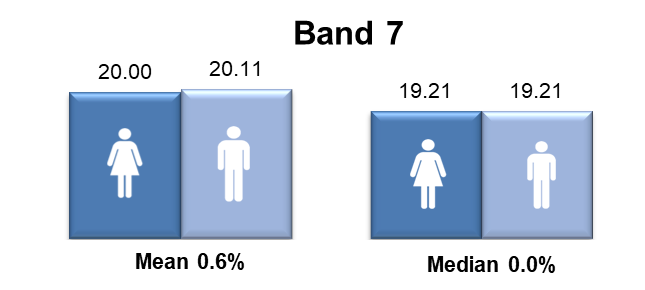 Band 7
20.00 20.11
19.21 19.21
Mean 0.6%
Median 0.0%